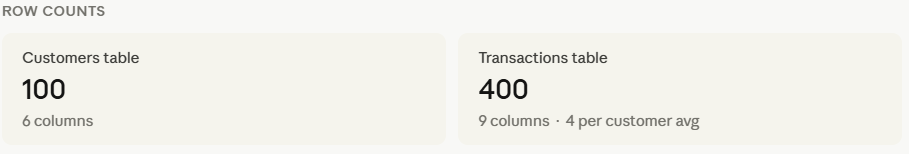 ROW COUNTS
Customers table
100
6 columns
Transactions table
400
9 columns · 4 per customer avg